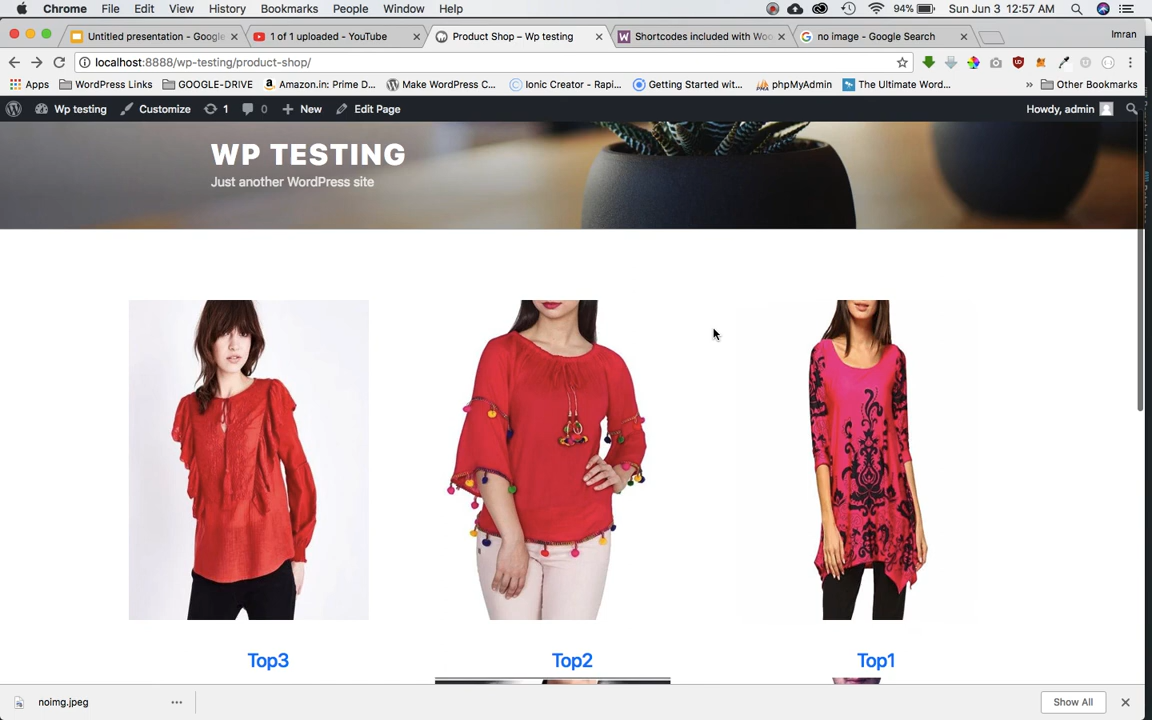 Chrome File Edit View History Bookmarks People Window Help 94% Sun Jun 3 12:57 AM
Untitled presentation - Google 1 of 1 uploaded - YouTube Product Shop – Wp testing Shortcodes included with Woo no image - Google Search Imran
localhost:8888/wp-testing/product-shop/
Apps WordPress Links GOOGLE-DRIVE Amazon.in: Prime D... Make WordPress C... Ionic Creator - Rapi... Getting Started wit... phpMyAdmin The Ultimate Word... » Other Bookmarks
Wp testing Customize 1 0 New Edit Page Howdy, admin
WP TESTING
Just another WordPress site
Top3 Top2 Top1
noimg.jpeg Show All